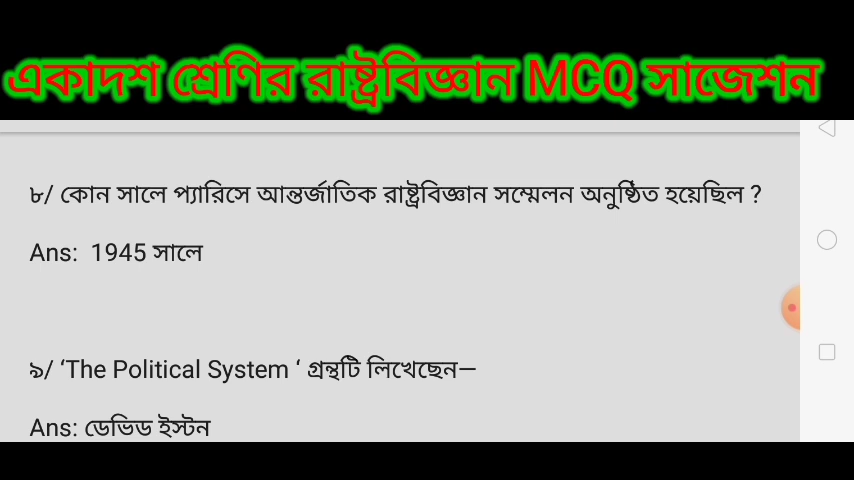 একাদশ শ্রেণির রাষ্ট্রবিজ্ঞান MCQ সাজেশন
৮/ কোন সালে প্যারিসে আন্তর্জাতিক রাষ্ট্রবিজ্ঞান সম্মেলন অনুষ্ঠিত হয়েছিল ?
Ans: 1945 সালে
৯/ ‘The Political System ‘ গ্রন্থটি লিখেছেন—
Ans: ডেভিড ইস্টন